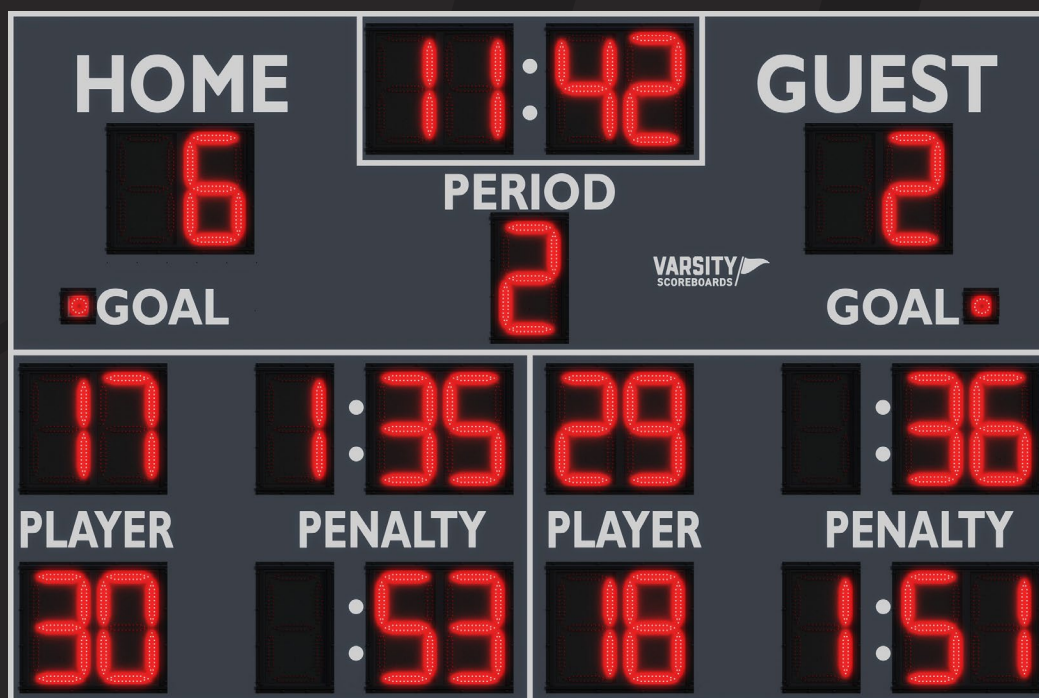 HOME 11:42 GUEST
6 PERIOD 2
2 VARSITY SCOREBOARDS
GOAL GOAL
17 1:35 29 :36
PLAYER PENALTY PLAYER PENALTY
30 :53 18 1:51